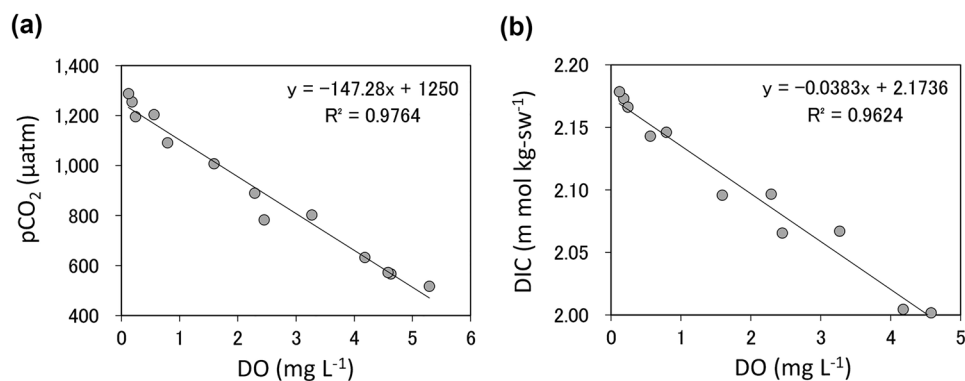 (a)
y = −147.28x + 1250
R² = 0.9764
pCO₂ (µatm)
1,400
1,200
1,000
800
600
400
0 1 2 3 4 5 6
DO (mg L⁻¹)
(b)
y = −0.0383x + 2.1736
R² = 0.9624
DIC (m mol kg-sw⁻¹)
2.20
2.15
2.10
2.05
2.00
0 1 2 3 4 5
DO (mg L⁻¹)